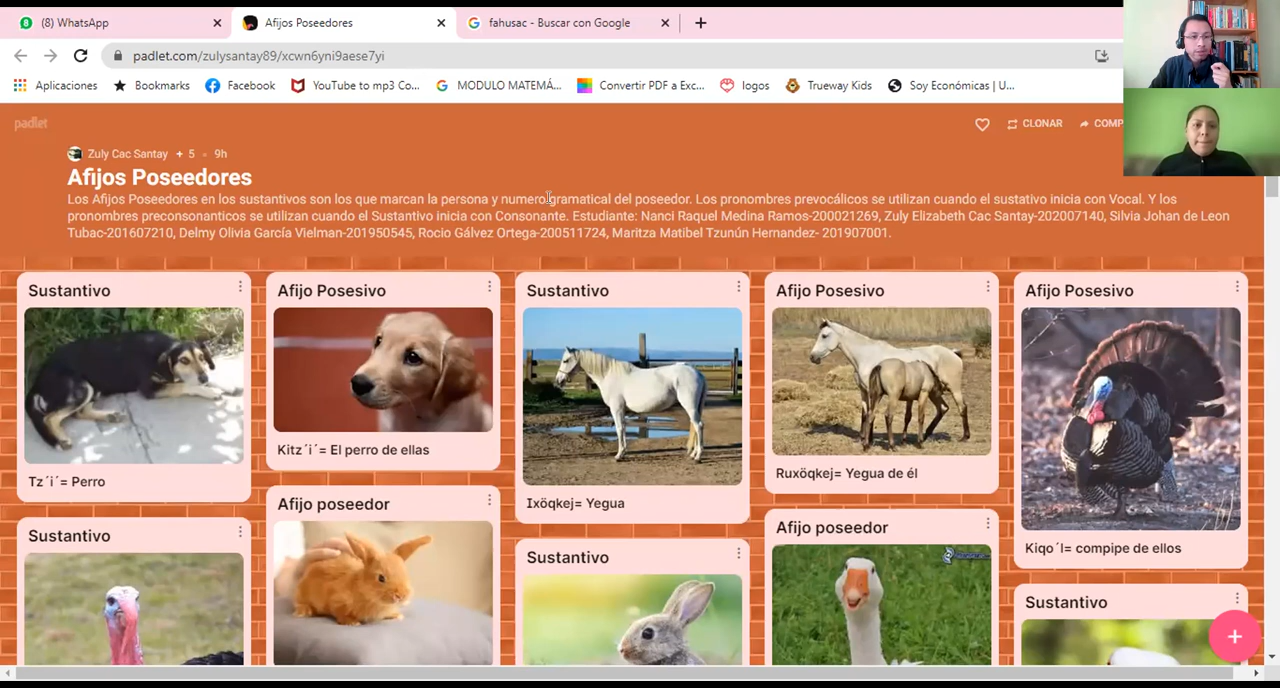 (8) WhatsApp
Afijos Poseedores
fahusac - Buscar con Google
padlet.com/zulysantay89/xcwn6yni9aese7yi
Aplicaciones
Bookmarks
Facebook
YouTube to mp3 Co...
MODULO MATEMÁ...
Convertir PDF a Exc...
logos
Trueway Kids
Soy Económicas | U...
padlet
CLONAR
COMP
Zuly Cac Santay + 5 • 9h
Afijos Poseedores
Los Afijos Poseedores en los sustantivos son los que marcan la persona y numero gramatical del poseedor. Los pronombres prevocálicos se utilizan cuando el sustativo inicia con Vocal. Y los
pronombres preconsonanticos se utilizan cuando el Sustantivo inicia con Consonante. Estudiante: Nanci Raquel Medina Ramos-200021269, Zuly Elizabeth Cac Santay-202007140, Silvia Johan de Leon
Tubac-201607210, Delmy Olivia García Vielman-201950545, Rocio Gálvez Ortega-200511724, Maritza Matibel Tzunún Hernandez- 201907001.
Sustantivo
Tz´i´= Perro
Sustantivo
Afijo Posesivo
Kitz´i´= El perro de ellas
Afijo poseedor
Sustantivo
Ixöqkej= Yegua
Sustantivo
Afijo Posesivo
Ruxöqkej= Yegua de él
Afijo poseedor
Afijo Posesivo
Kiqo´l= compipe de ellos
Sustantivo